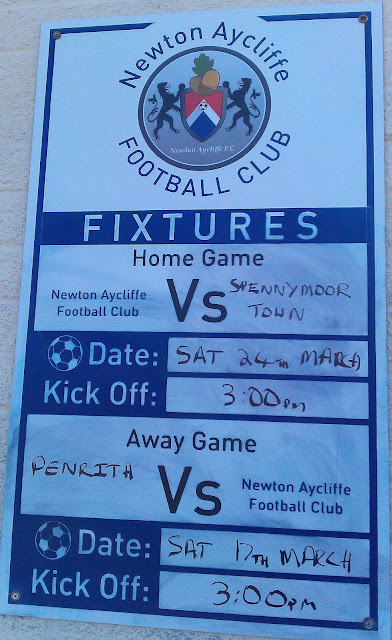 Newton Aycliffe
Newton Aycliffe F.C
FOOTBALL CLUB
FIXTURES
Home Game
Newton Aycliffe
Football Club
Vs
SPENNYMOOR
TOWN
Date: SAT 24TH MARCH
Kick Off: 3:00pm
Away Game
PENRITH
Vs
Newton Aycliffe
Football Club
Date: SAT 17TH MARCH
Kick Off: 3:00pm